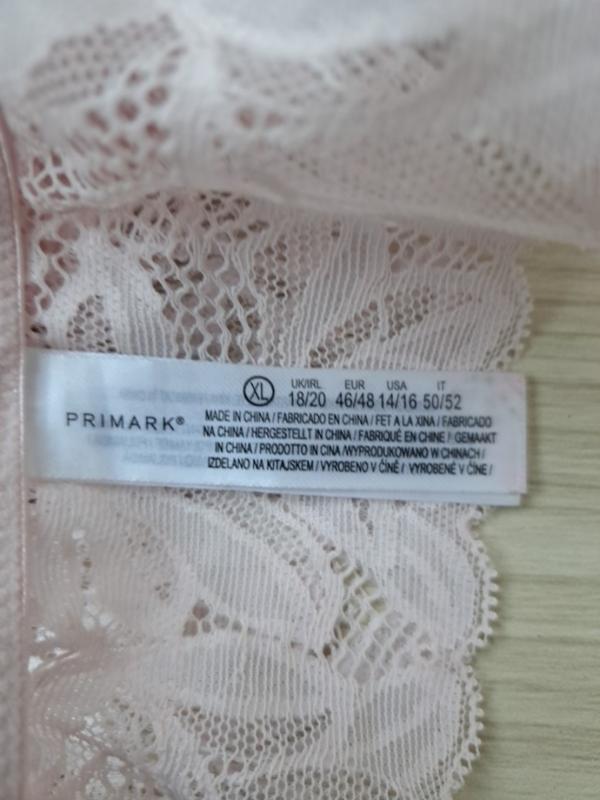 XL UK/IRL EUR USA IT
18/20 46/48 14/16 50/52
PRIMARK®
MADE IN CHINA / FABRICADO EN CHINA / FET A LA XINA / FABRICADO
NA CHINA / HERGESTELLT IN CHINA / FABRIQUÉ EN CHINE / GEMAAKT
IN CHINA / PRODOTTO IN CINA /WYPRODUKOWANO W CHINACH /
IZDELANO NA KITAJSKEM / VYROBENO V ČÍNĚ / VYROBENÉ V ČÍNE /